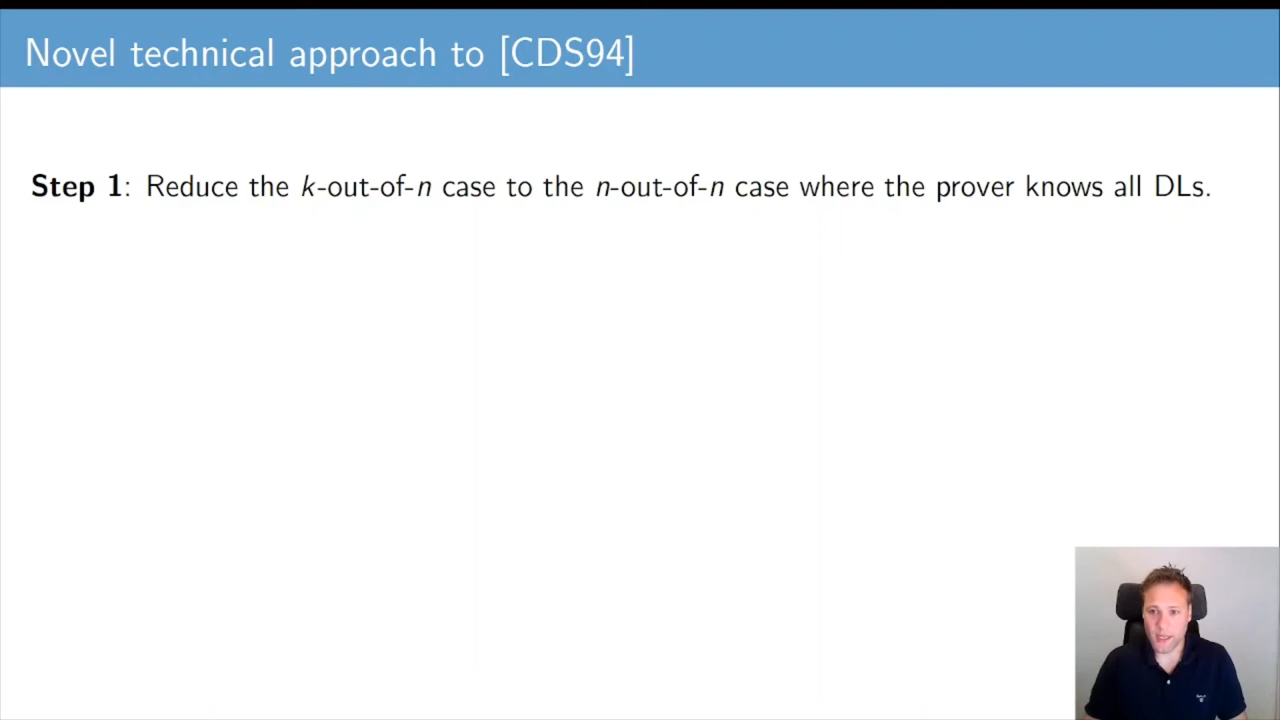 Novel technical approach to [CDS94]
Step 1: Reduce the k-out-of-n case to the n-out-of-n case where the prover knows all DLs.